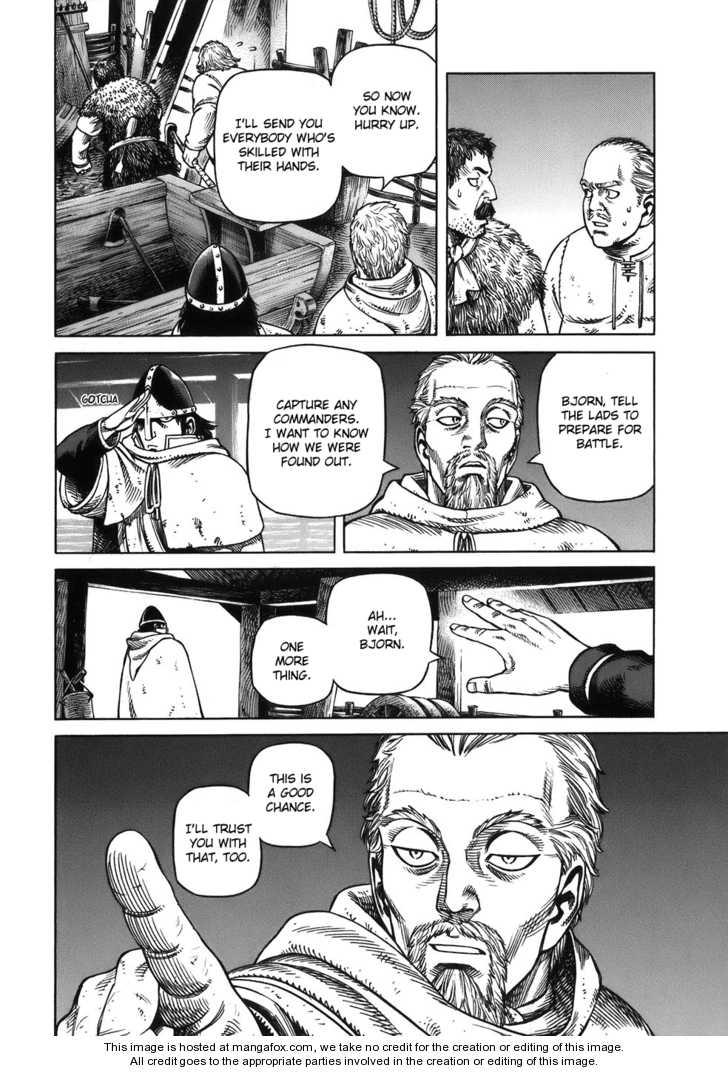 SO NOW
YOU KNOW.
HURRY UP.
I'LL SEND YOU
EVERYBODY WHO'S
SKILLED WITH
THEIR HANDS.
BJORN, TELL
THE LADS TO
PREPARE FOR
BATTLE.
CAPTURE ANY
COMMANDERS.
I WANT TO KNOW
HOW WE WERE
FOUND OUT.
GOTCHA
AH...
WAIT,
BJORN.
ONE
MORE
THING.
THIS IS
A GOOD
CHANCE.
I'LL TRUST
YOU WITH
THAT, TOO.
This image is hosted at mangafox.com, we take no credit for the creation or editing of this image.
All credit goes to the appropriate parties involved in the creation or editing of this image.